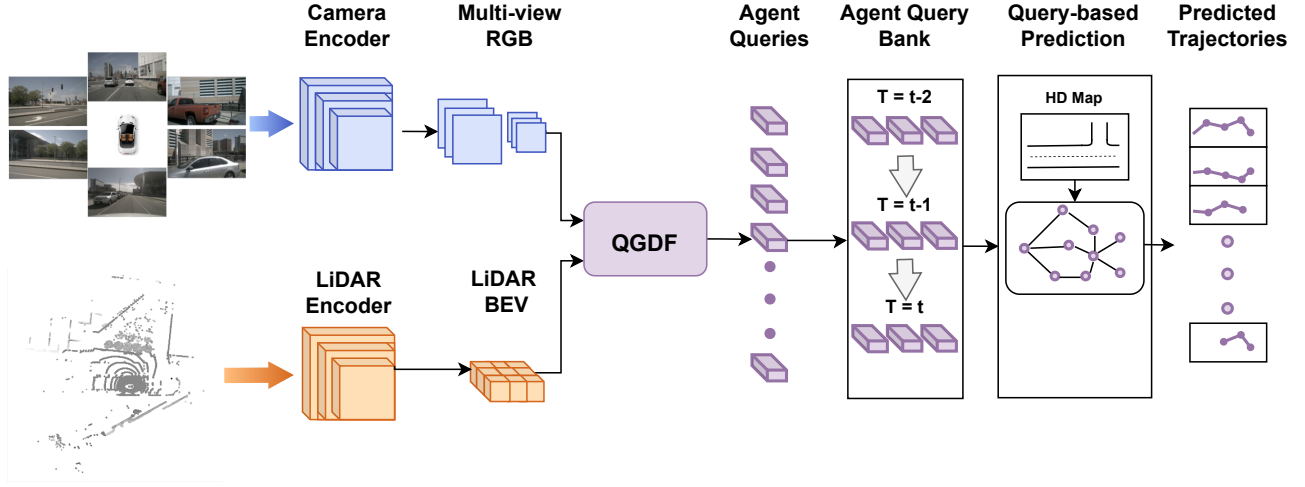 Camera
Encoder
Multi-view
RGB
Agent
Queries
Agent Query
Bank
Query-based
Prediction
Predicted
Trajectories
T = t-2
HD Map
T = t-1
QGDF
LiDAR
Encoder
LiDAR
BEV
T = t